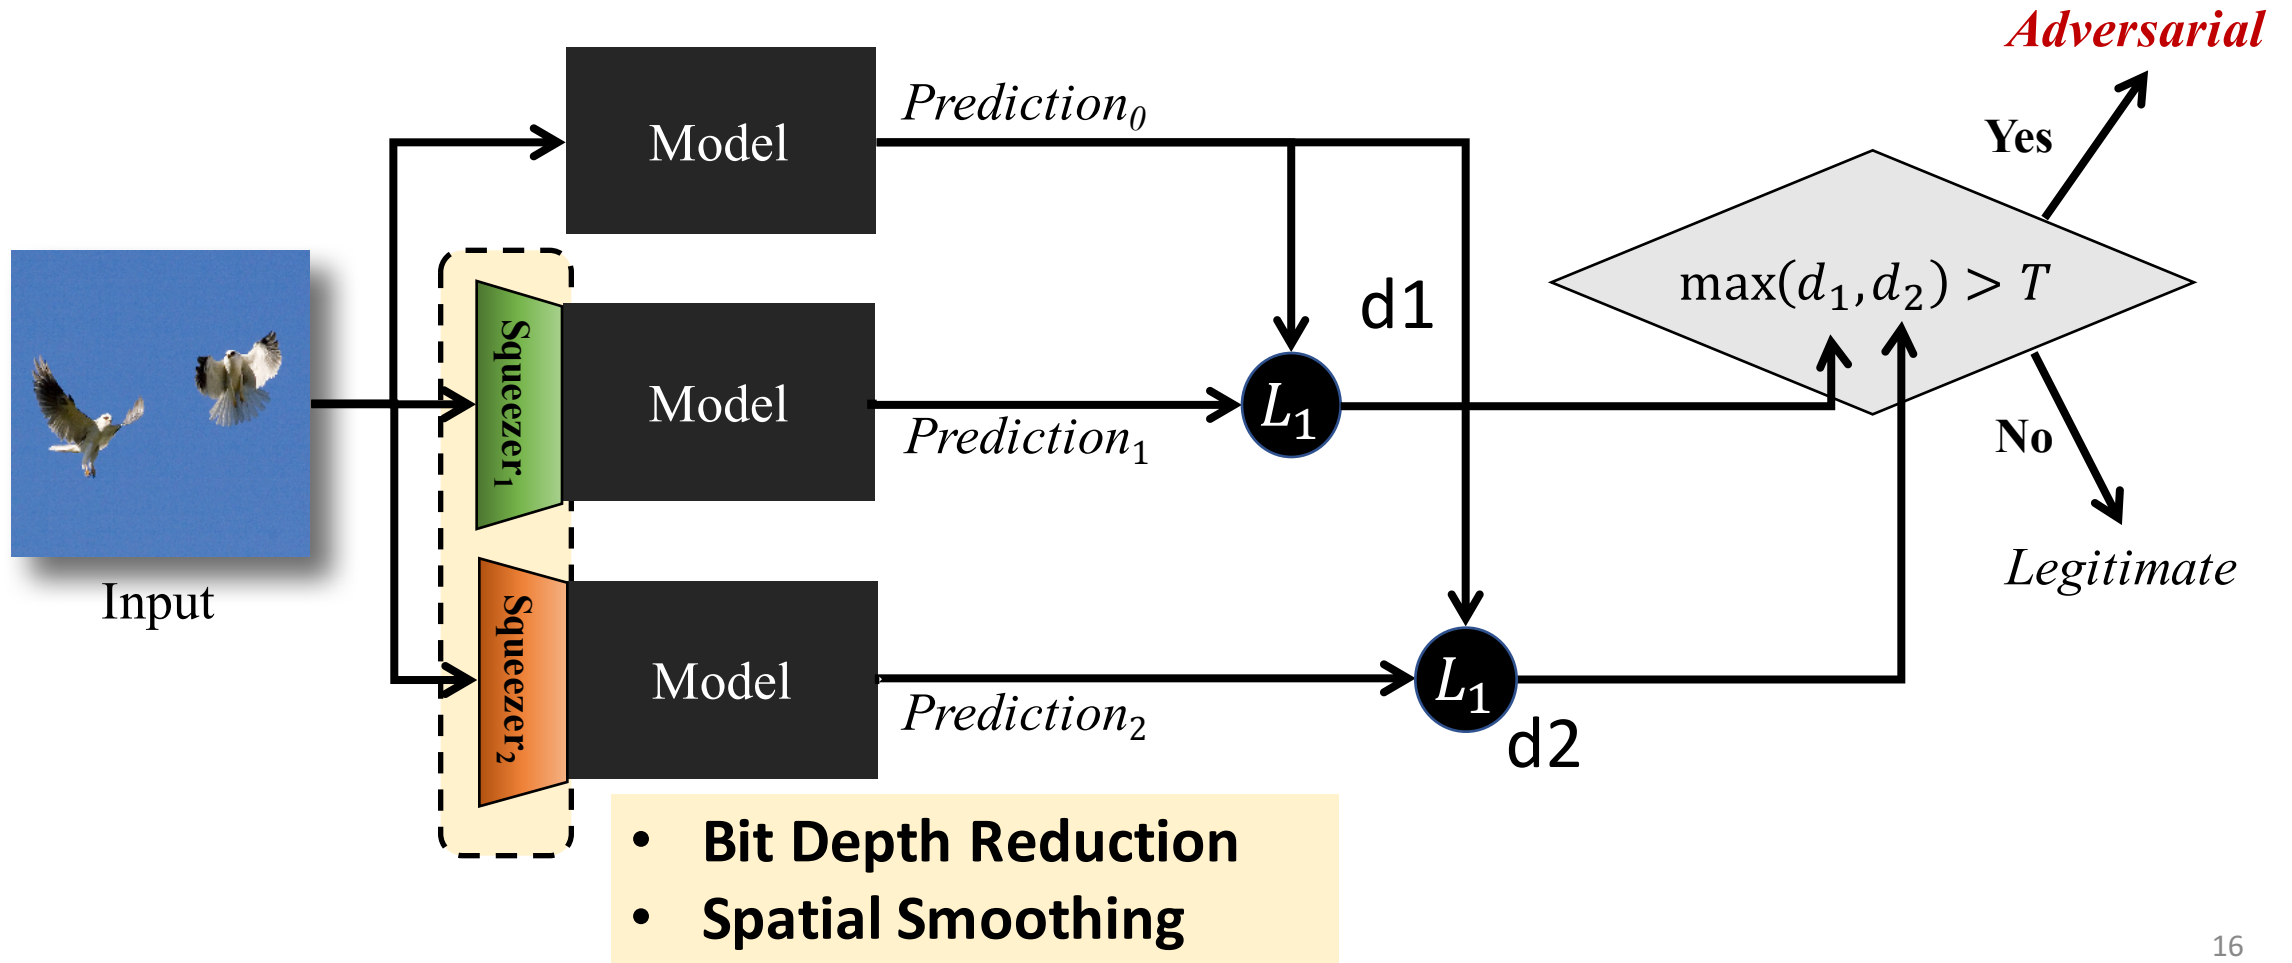 Adversarial
Prediction₀
Model
Yes
max(d₁,d₂) > T
d1
Squeezer₁
Model
L₁
Prediction₁
No
Legitimate
Input
Squeezer₂
Model
L₁
Prediction₂
d2
• Bit Depth Reduction
• Spatial Smoothing
16